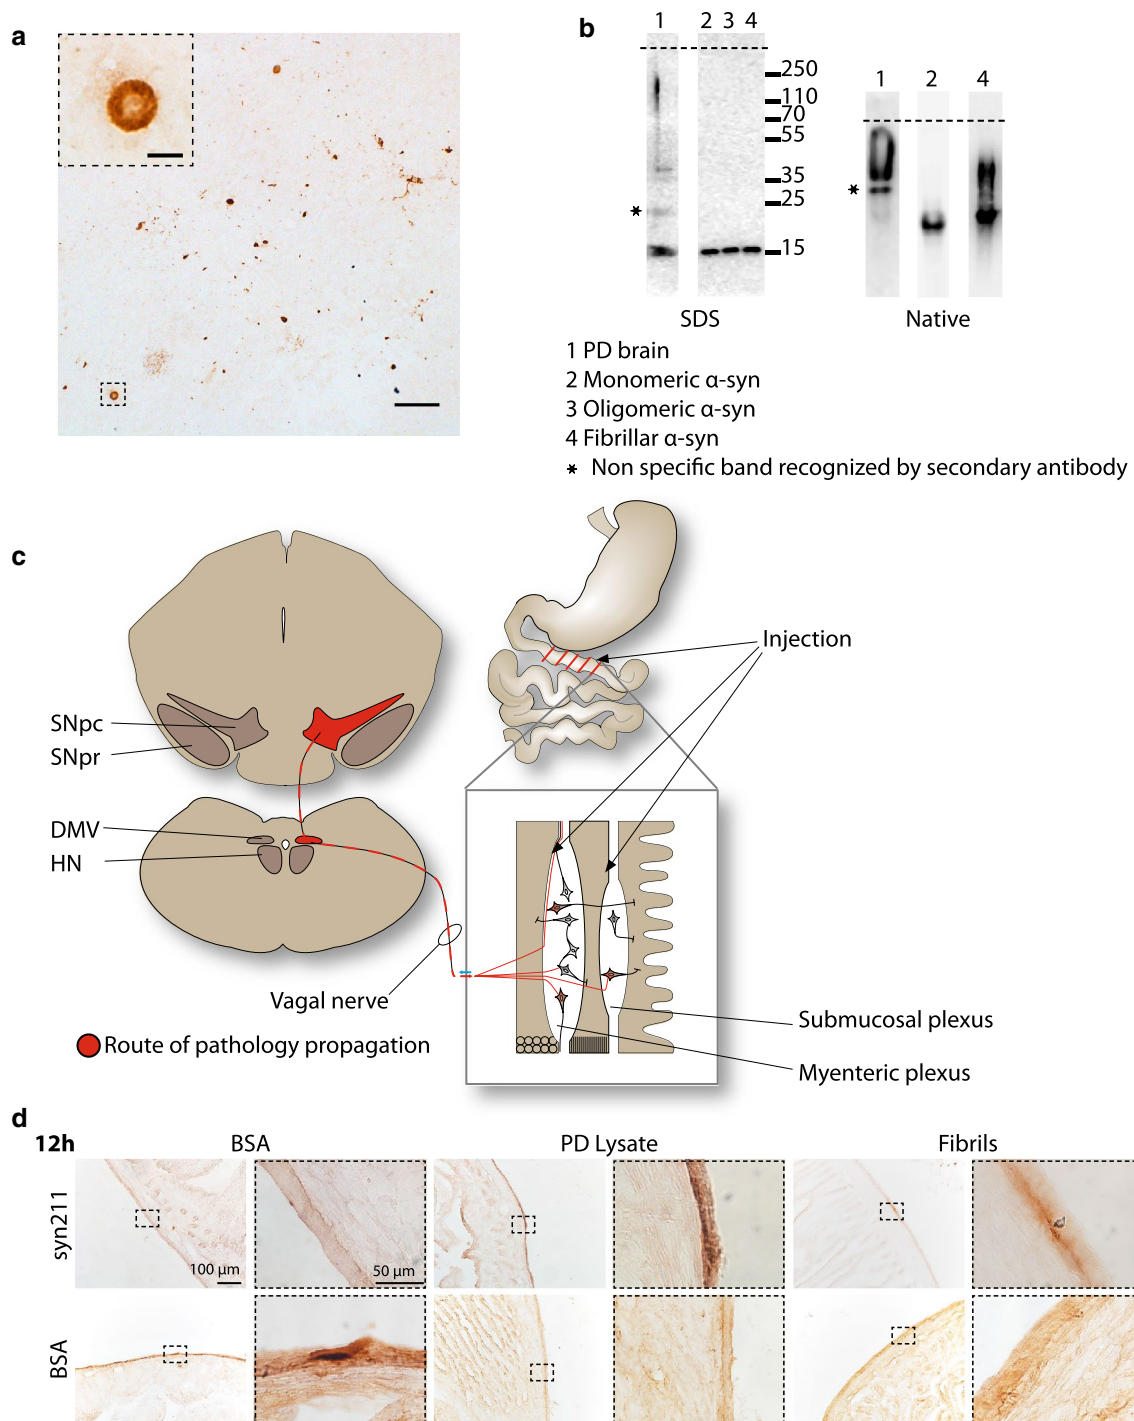 a
b
1 2 3 4
250
110
70
55
35
25
15
*
SDS
1 2 4
*
Native
1 PD brain
2 Monomeric α-syn
3 Oligomeric α-syn
4 Fibrillar α-syn
* Non specific band recognized by secondary antibody
c
SNpc
SNpr
DMV
HN
Injection
Vagal nerve
Submucosal plexus
Myenteric plexus
Route of pathology propagation
d
12h
BSA PD Lysate Fibrils
syn211
100 µm
50 µm
BSA